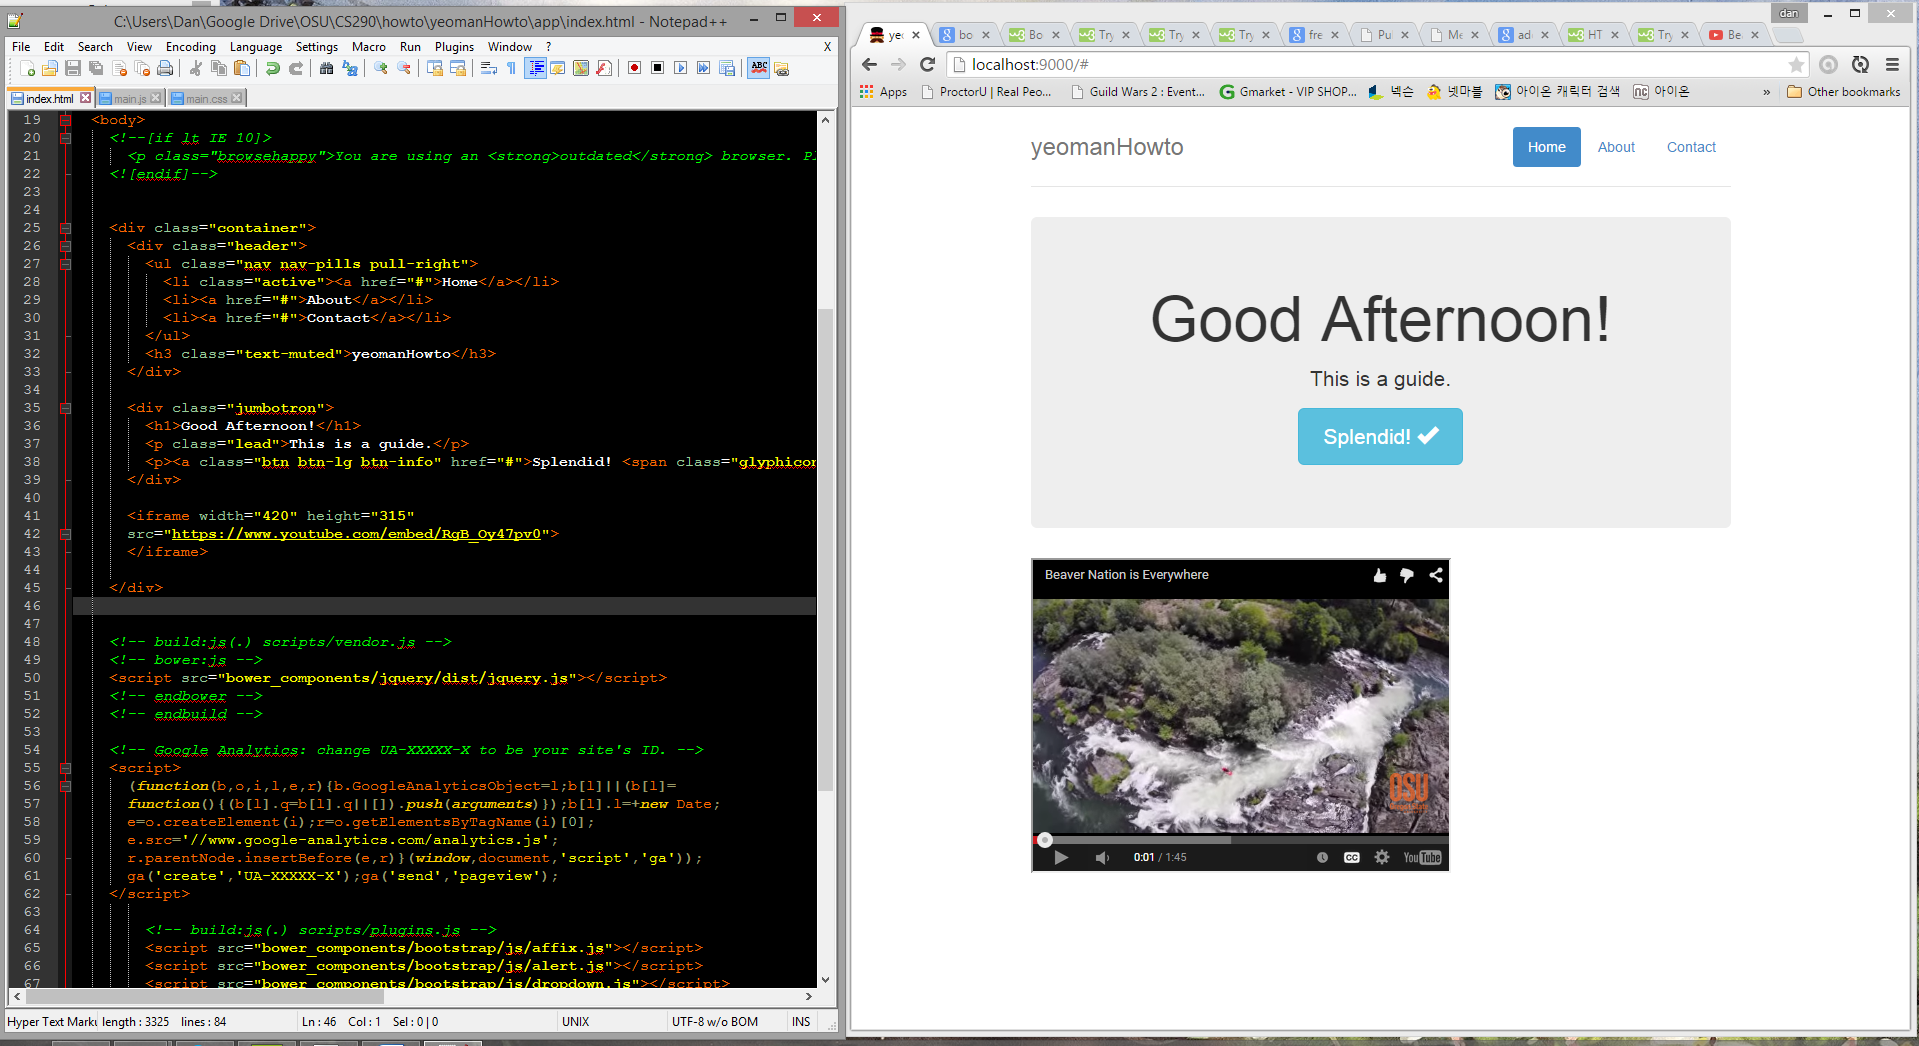 C:\Users\Dan\Google Drive\OSU\CS290\howto\yeomanHowto\app\index.html - Notepad++
File Edit Search View Encoding Language Settings Macro Run Plugins Window ? X
index.html main.js main.css
19 <body>
20 <!--[if lt IE 10]>
21 <p class="browsehappy">You are using an <strong>outdated</strong> browser. Pl
22 <![endif]-->
23
24
25 <div class="container">
26 <div class="header">
27 <ul class="nav nav-pills pull-right">
28 <li class="active"><a href="#">Home</a></li>
29 <li><a href="#">About</a></li>
30 <li><a href="#">Contact</a></li>
31 </ul>
32 <h3 class="text-muted">yeomanHowto</h3>
33 </div>
34
35 <div class="jumbotron">
36 <h1>Good Afternoon!</h1>
37 <p class="lead">This is a guide.</p>
38 <p><a class="btn btn-lg btn-info" href="#">Splendid! <span class="glyphicon
39 </div>
40
41 <iframe width="420" height="315"
42 src="https://www.youtube.com/embed/RgB_Oy47pv0">
43 </iframe>
44
45 </div>
46
47
48 <!-- build:js(.) scripts/vendor.js -->
49 <!-- bower:js -->
50 <script src="bower_components/jquery/dist/jquery.js"></script>
51 <!-- endbower -->
52 <!-- endbuild -->
53
54 <!-- Google Analytics: change UA-XXXXX-X to be your site's ID. -->
55 <script>
56 (function(b,o,i,l,e,r){b.GoogleAnalyticsObject=l;b[l]||(b[l]=
57 function(){(b[l].q=b[l].q||[]).push(arguments)});b[l].l=+new Date;
58 e=o.createElement(i);r=o.getElementsByTagName(i)[0];
59 e.src='//www.google-analytics.com/analytics.js';
60 r.parentNode.insertBefore(e,r)}(window,document,'script','ga'));
61 ga('create','UA-XXXXX-X');ga('send','pageview');
62 </script>
63
64 <!-- build:js(.) scripts/plugins.js -->
65 <script src="bower_components/bootstrap/js/affix.js"></script>
66 <script src="bower_components/bootstrap/js/alert.js"></script>
67 <script src="bower_components/bootstrap/js/dropdown.js"></script>
Hyper Text Marku length : 3325 lines : 84 Ln : 46 Col : 1 Sel : 0 | 0 UNIX UTF-8 w/o BOM INS
dan
yeo bo Bo Try Try Try fre Pul Me ad HT Try Be
localhost:9000/#
Apps ProctorU | Real Peo... Guild Wars 2 : Event... Gmarket - VIP SHOP... 넥슨 넷마블 아이온 캐릭터 검색 nc 아이온 » Other bookmarks
yeomanHowto
Home About Contact
Good Afternoon!
This is a guide.
Splendid!
Beaver Nation is Everywhere
OSU
0:01 / 1:45
CC
YouTube